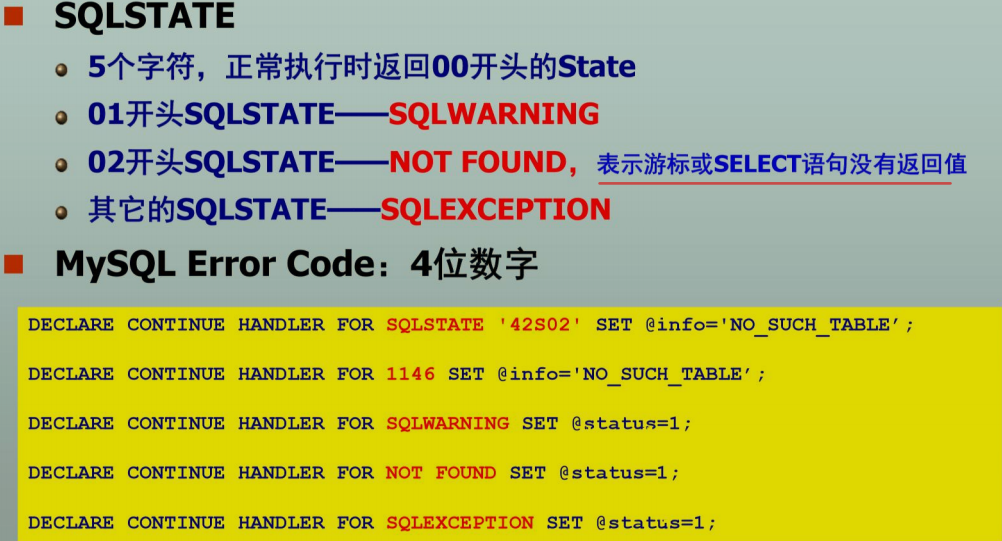 SQLSTATE
5个字符，正常执行时返回00开头的State
01开头SQLSTATE——SQLWARNING
02开头SQLSTATE——NOT FOUND，表示游标或SELECT语句没有返回值
其它的SQLSTATE——SQLEXCEPTION
MySQL Error Code：4位数字
DECLARE CONTINUE HANDLER FOR SQLSTATE '42S02' SET @info='NO_SUCH_TABLE’;
DECLARE CONTINUE HANDLER FOR 1146 SET @info='NO_SUCH_TABLE’;
DECLARE CONTINUE HANDLER FOR SQLWARNING SET @status=1;
DECLARE CONTINUE HANDLER FOR NOT FOUND SET @status=1;
DECLARE CONTINUE HANDLER FOR SQLEXCEPTION SET @status=1;